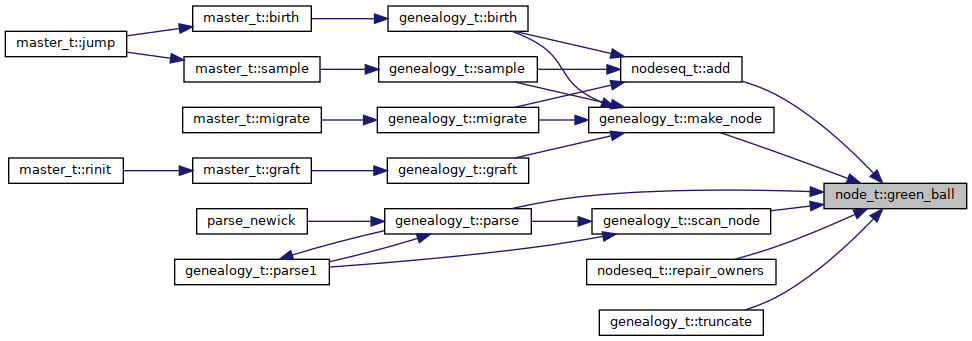 master_t::birth
genealogy_t::birth
master_t::jump
master_t::sample
genealogy_t::sample
nodeseq_t::add
master_t::migrate
genealogy_t::migrate
genealogy_t::make_node
master_t::rinit
master_t::graft
genealogy_t::graft
node_t::green_ball
parse_newick
genealogy_t::parse
genealogy_t::scan_node
genealogy_t::parse1
nodeseq_t::repair_owners
genealogy_t::truncate